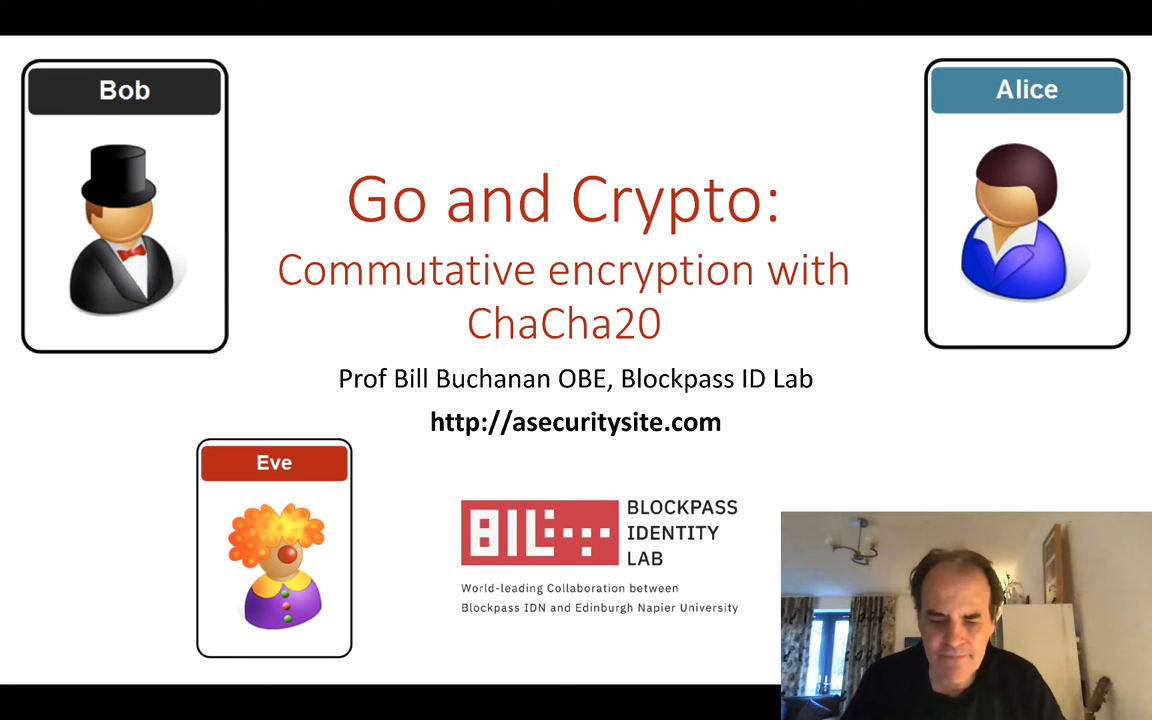 Bob
Alice
Go and Crypto:
Commutative encryption with
ChaCha20
Prof Bill Buchanan OBE, Blockpass ID Lab
http://asecuritysite.com
Eve
BIL
BLOCKPASS
IDENTITY
LAB
World-leading Collaboration between
Blockpass IDN and Edinburgh Napier University